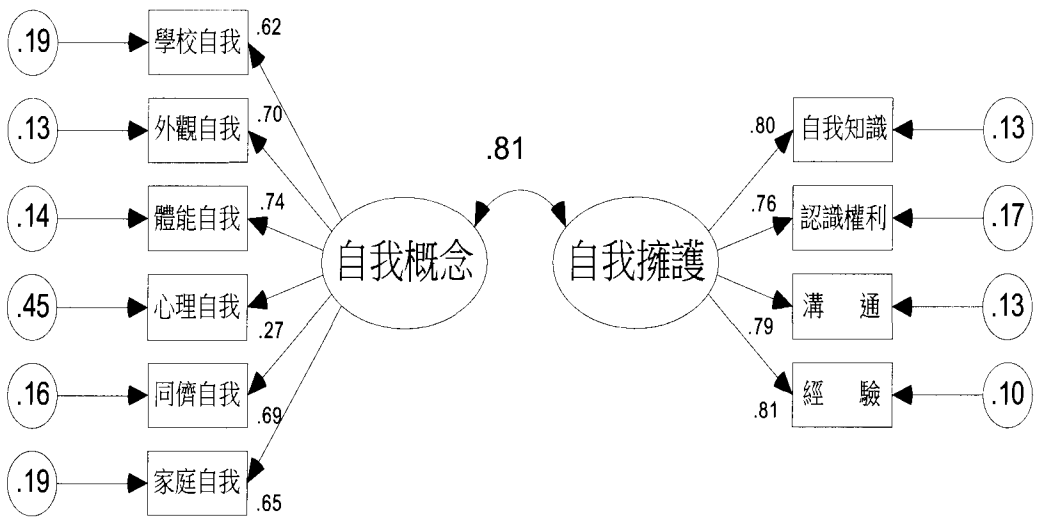 .19
學校自我
.62
.13
外觀自我
.70
.14
體能自我
.74
.45
心理自我
.27
.16
同儕自我
.69
.19
家庭自我
.65
自我概念
.81
自我擁護
.80
自我知識
.13
.76
認識權利
.17
溝 通
.13
.79
經 驗
.10
.81